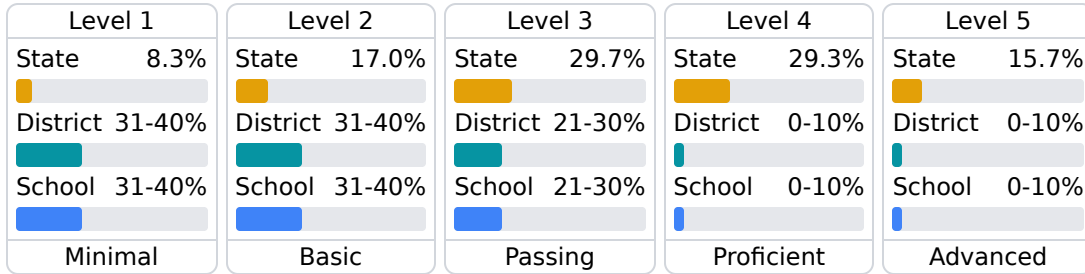 Level 1
State 8.3%
District 31-40%
School 31-40%
Minimal
Level 2
State 17.0%
District 31-40%
School 31-40%
Basic
Level 3
State 29.7%
District 21-30%
School 21-30%
Passing
Level 4
State 29.3%
District 0-10%
School 0-10%
Proficient
Level 5
State 15.7%
District 0-10%
School 0-10%
Advanced